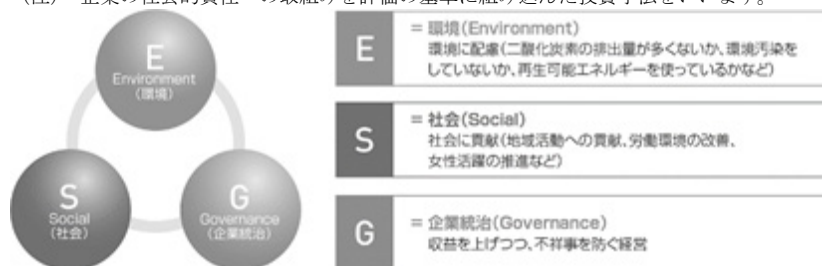 (注) 企業の社会的責任への取組みを評価の基準に組み込んだ投資手法をいいます。
E
Environment
(環境)
S
Social
(社会)
G
Governance
(企業統治)
E
= 環境(Environment)
環境に配慮(二酸化炭素の排出量が多くないか、環境汚染を
していないか、再生可能エネルギーを使っているかなど)
S
= 社会(Social)
社会に貢献(地域活動への貢献、労働環境の改善、
女性活躍の推進など)
G
= 企業統治(Governance)
収益を上げつつ、不祥事を防ぐ経営